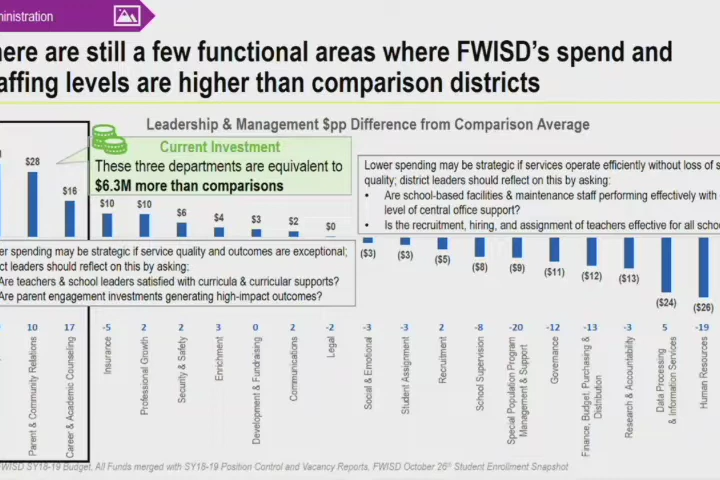 ministration
here are still a few functional areas where FWISD's spend and
affing levels are higher than comparison districts
Leadership & Management $pp Difference from Comparison Average
Current Investment
These three departments are equivalent to
$6.3M more than comparisons
Lower spending may be strategic if services operate efficiently without loss of s
quality; district leaders should reflect on this by asking:
• Are school-based facilities & maintenance staff performing effectively with
level of central office support?
• Is the recruitment, hiring, and assignment of teachers effective for all school
$28
$16
$10
$10
$6
$4
$3
$2
$0
er spending may be strategic if service quality and outcomes are exceptional;
ct leaders should reflect on this by asking:
Are teachers & school leaders satisfied with curricula & curricular supports?
Are parent engagement investments generating high-impact outcomes?
($3)
($3)
($5)
($8)
($9)
($11)
($12)
($13)
($24)
($26)
10
17
-5
2
2
3
0
2
-2
-3
-3
2
-8
-20
-12
-13
-3
5
-19
Parent & Community Relations
Career & Academic Counseling
Insurance
Professional Growth
Security & Safety
Enrichment
Development & Fundraising
Communications
Legal
Social & Emotional
Student Assignment
Recruitment
School Supervision
Special Population Program
Management & Support
Governance
Finance, Budget, Purchasing &
Distribution
Research & Accountability
Data Processing
& Information Services
Human Resources
FWISD SY18-19 Budget, All Funds merged with SY18-19 Position Control and Vacancy Reports, FWISD October 26th Student Enrollment Snapshot